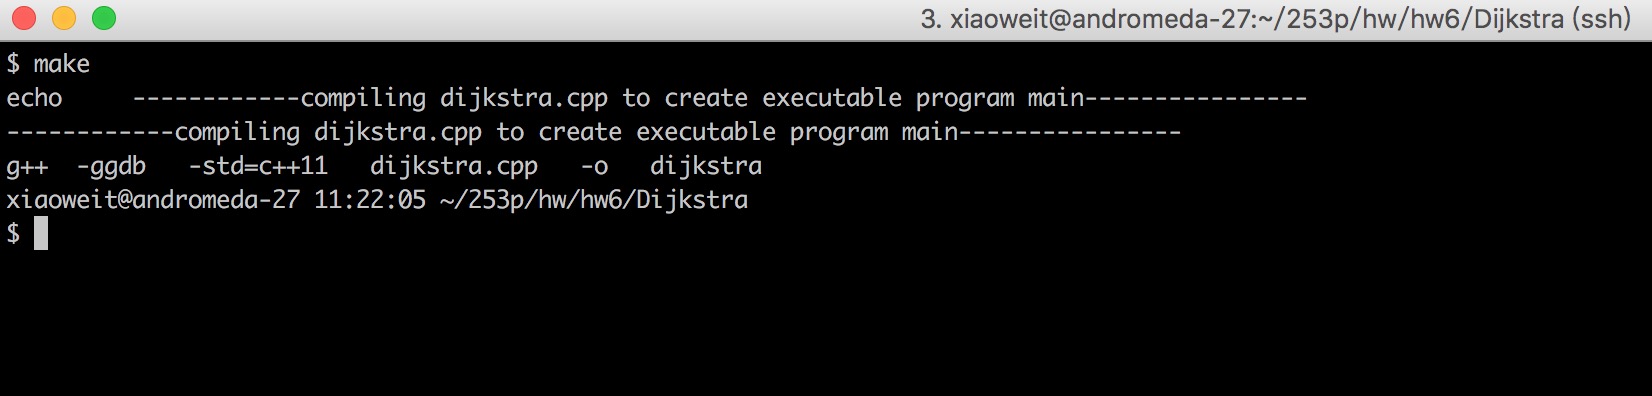 3. xiaoweit@andromeda-27:~/253p/hw/hw6/Dijkstra (ssh)
$ make
echo     ------------compiling dijkstra.cpp to create executable program main----------------
------------compiling dijkstra.cpp to create executable program main----------------
g++  -ggdb   -std=c++11   dijkstra.cpp   -o   dijkstra
xiaoweit@andromeda-27 11:22:05 ~/253p/hw/hw6/Dijkstra
$